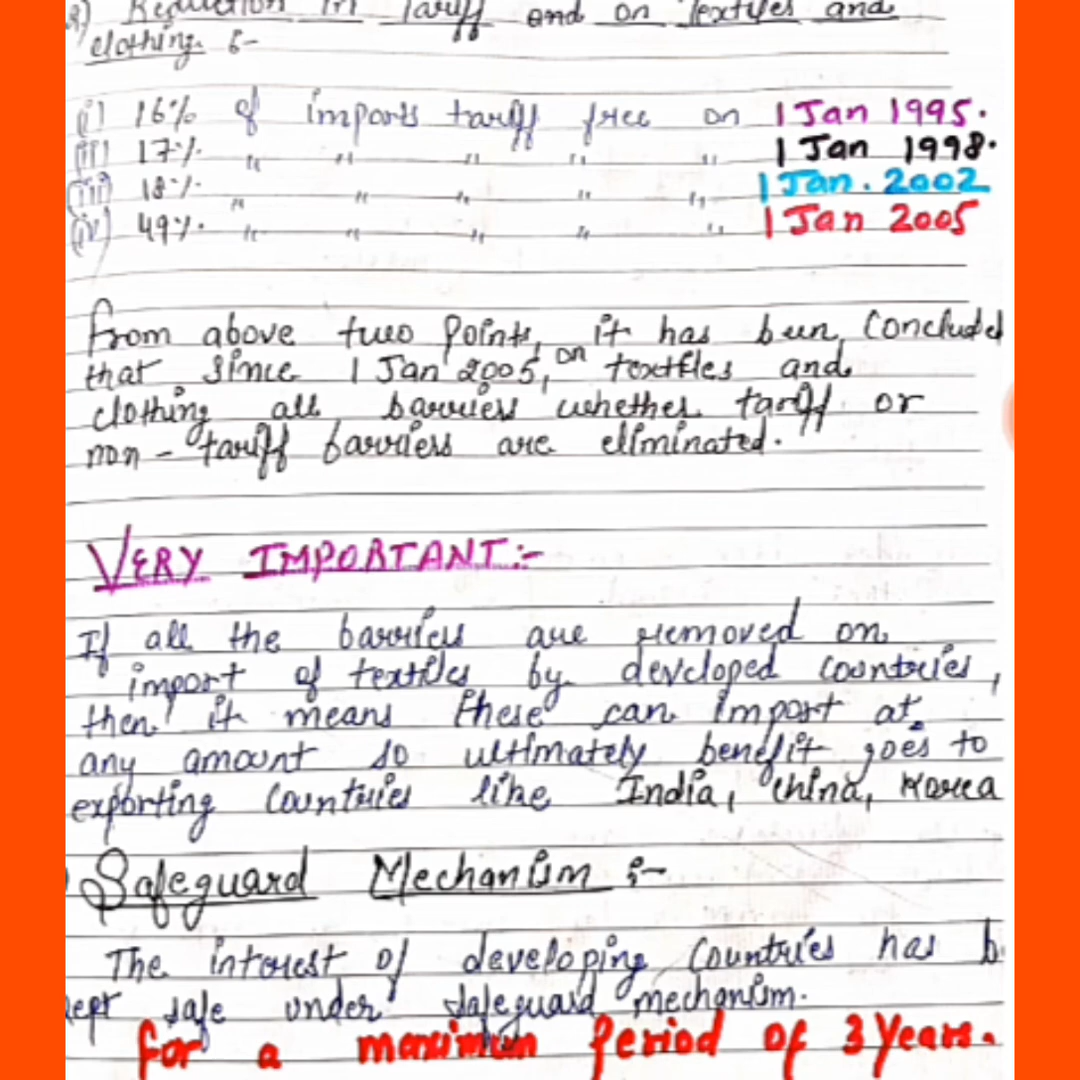 2) Reduction in Tariff and on Textiles and
clothing :-
(i) 16% of imports tariff free on 1 Jan 1995.
(ii) 17%. " " " " " 1 Jan 1998.
(iii) 18%. " " " " " 1 Jan. 2002
(iv) 49%. " " " " " 1 Jan 2005
From above two points, it has been concluded
that since 1 Jan 2005, on textiles and
clothing all barriers whether tariff or
non-tariff barriers are eliminated.
VERY IMPORTANT:-
If all the barriers are removed on
import of textiles by developed countries,
then it means these can import at
any amount so ultimately benefit goes to
exporting countries like India, china, Korea
Safeguard Mechanism :-
The interest of developing countries has b
kept safe under safeguard mechanism.
for a maximum period of 3 years.